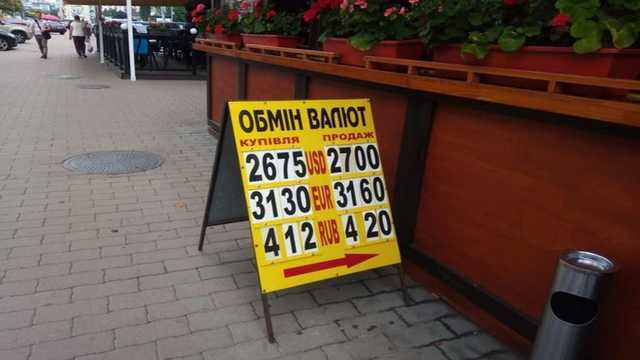 ОБМІН ВАЛЮТ
КУПІВЛЯ ПРОДАЖ
2675 USD 2700
3130 EUR 3160
412 RUB 420